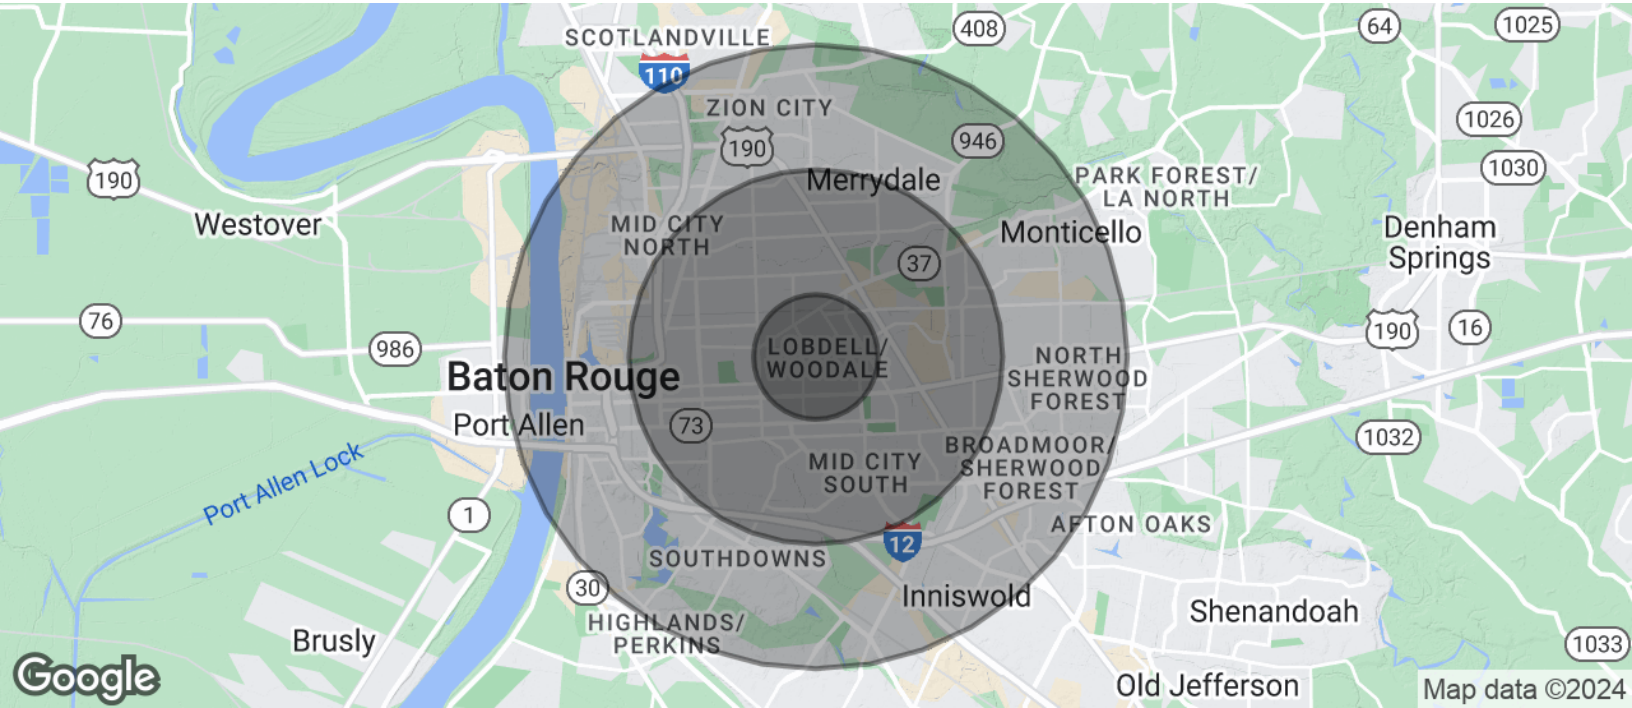 SCOTLANDVILLE
408
64
1025
110
ZION CITY
1026
190
946
1030
190
Merrydale
PARK FOREST/
LA NORTH
Westover
MID CITY
NORTH
Monticello
Denham
Springs
37
76
986
190
16
LOBDELL/
WOODALE
NORTH
SHERWOOD
FOREST
Baton Rouge
Port Allen
73
1032
BROADMOOR/
SHERWOOD
FOREST
MID CITY
SOUTH
Port Allen Lock
1
AFTON OAKS
12
SOUTHDOWNS
30
Inniswold
Shenandoah
HIGHLANDS/
PERKINS
Brusly
1033
Google
Old Jefferson
Map data ©2024